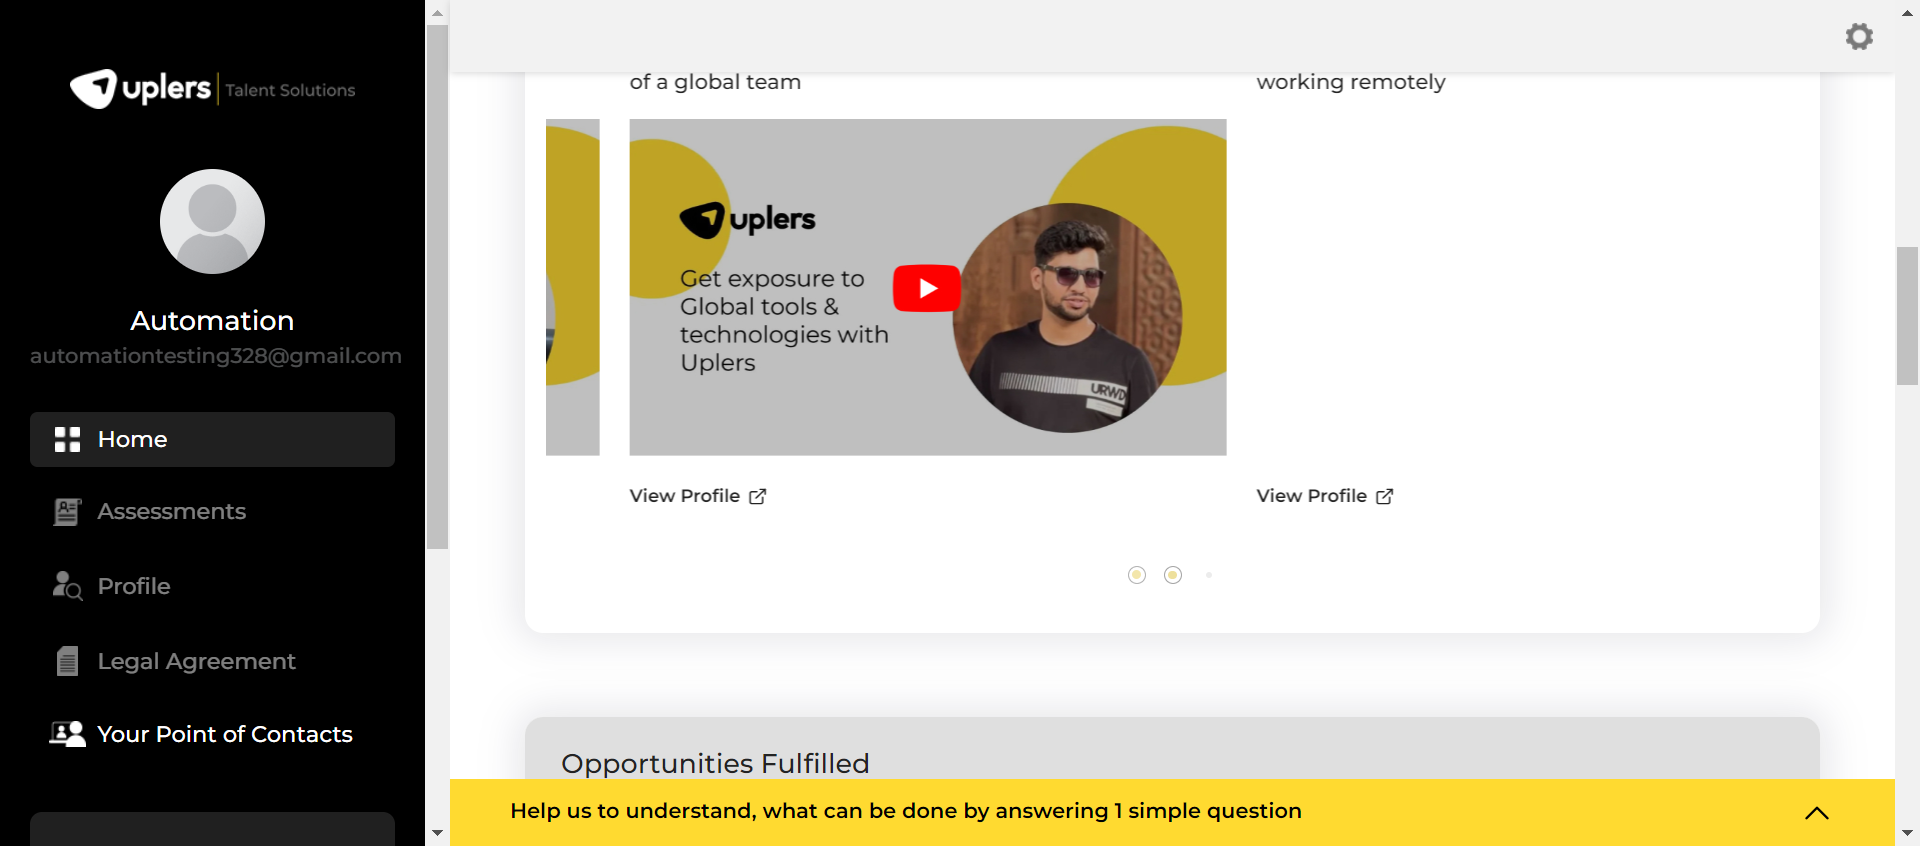 uplers | Talent Solutions
Automation
automationtesting328@gmail.com
Home
Assessments
Profile
Legal Agreement
Your Point of Contacts
of a global team
working remotely
uplers
Get exposure to
Global tools &
technologies with
Uplers
URWD
View Profile
View Profile
Opportunities Fulfilled
Help us to understand, what can be done by answering 1 simple question